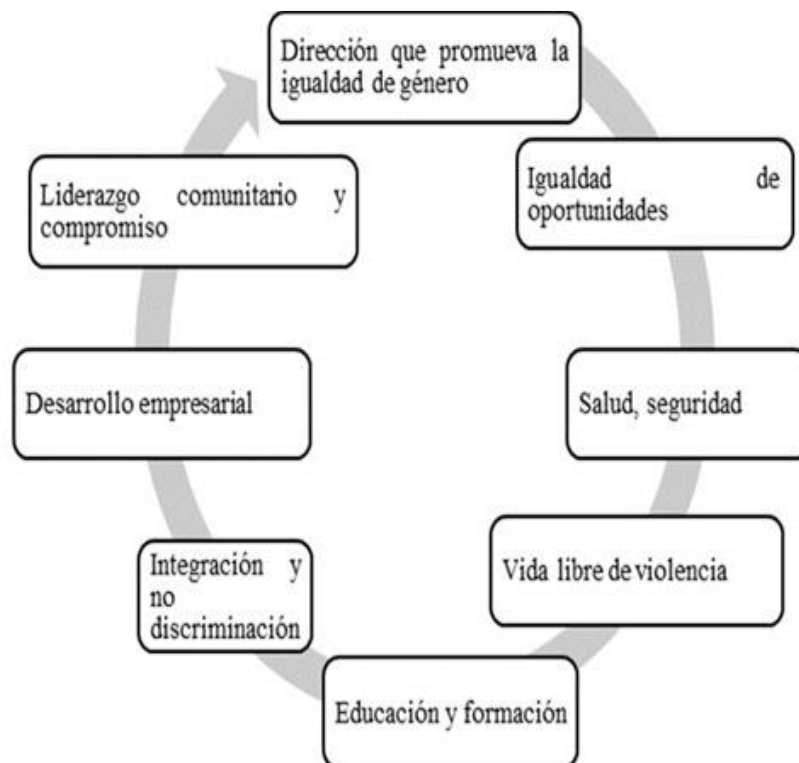 Dirección que promueva la
igualdad de género
Igualdad de
oportunidades
Salud, seguridad
Vida libre de violencia
Educación y formación
Integración y
no
discriminación
Desarrollo empresarial
Liderazgo comunitario y
compromiso